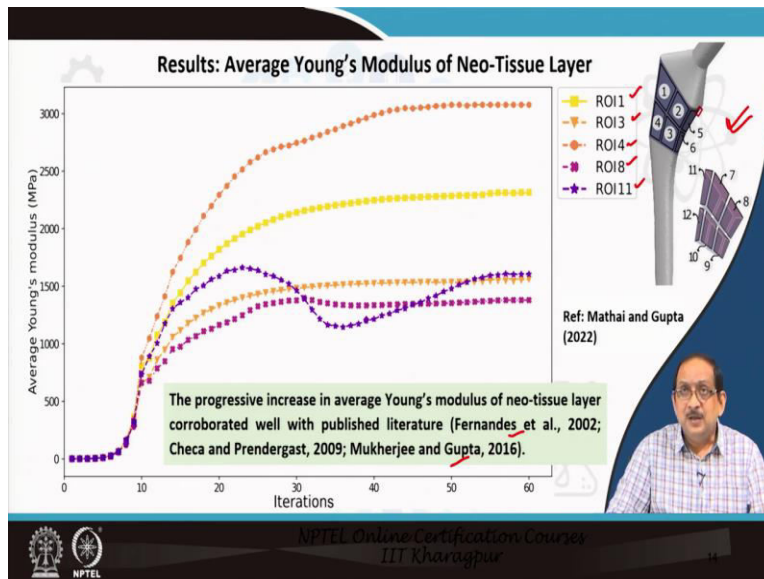 Results: Average Young's Modulus of Neo-Tissue Layer
Average Young's modulus (MPa)
3000
2500
2000
1500
1000
500
0
0
10
20
30
40
50
60
Iterations
ROI1
ROI3
ROI4
ROI8
ROI11
1
2
4
3
5
6
11
7
8
12
10
9
Ref: Mathai and Gupta
(2022)
The progressive increase in average Young's modulus of neo-tissue layer
corroborated well with published literature (Fernandes et al., 2002;
Checa and Prendergast, 2009; Mukherjee and Gupta, 2016).
NPTEL
NPTEL Online Certification Courses
IIT Kharagpur
14